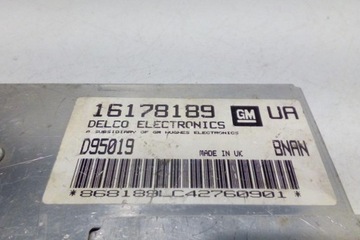 16178189 GM UA
DELCO ELECTRONICS
A SUBSIDIARY OF GM HUGHES ELECTRONICS
D95019 MADE IN UK BNAN
*868189LC42760901*